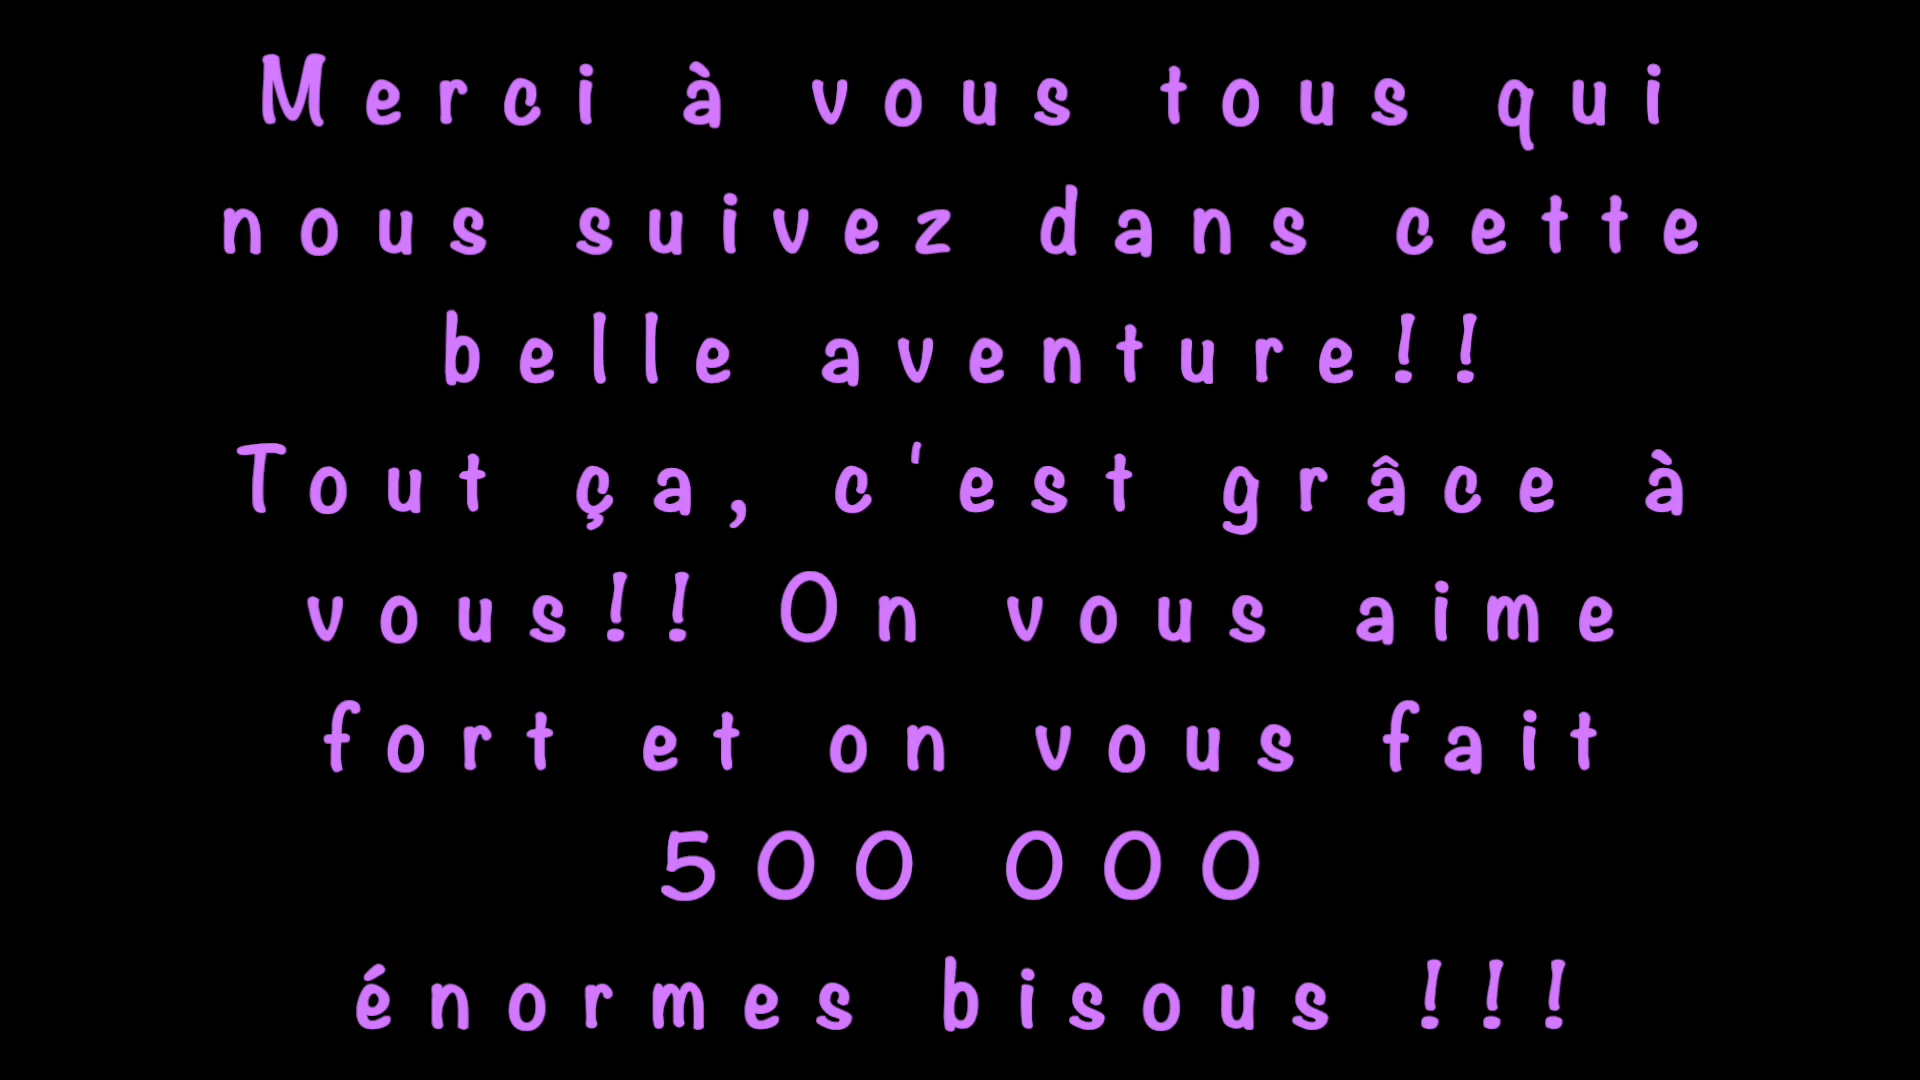 Merci à vous tous qui
nous suivez dans cette
belle aventure!!
Tout ça, c'est grâce à
vous!! On vous aime
fort et on vous fait
500 000
énormes bisous !!!